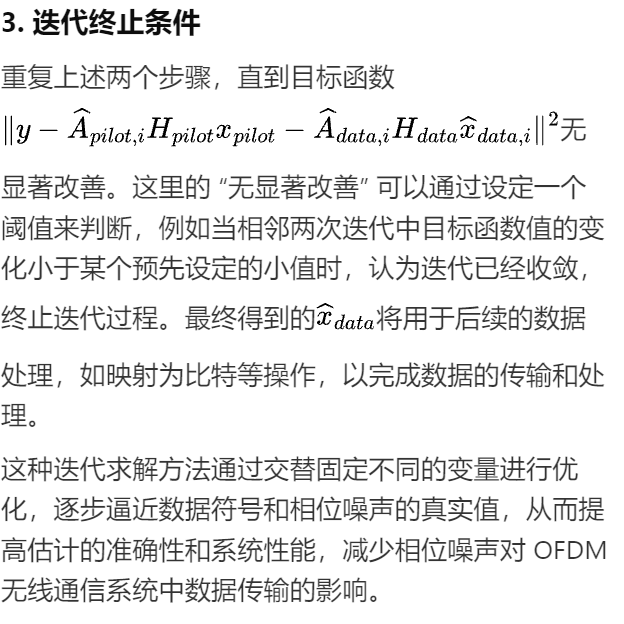 3. 迭代终止条件
重复上述两个步骤，直到目标函数
$\|y - \widehat{A}_{pilot,i} H_{pilot} x_{pilot} - \widehat{A}_{data,i} H_{data} \widehat{x}_{data,i}\|^2$无
显著改善。这里的 “无显著改善” 可以通过设定一个
阈值来判断，例如当相邻两次迭代中目标函数值的变
化小于某个预先设定的小值时，认为迭代已经收敛，
终止迭代过程。最终得到的$\widehat{x}_{data}$将用于后续的数据
处理，如映射为比特等操作，以完成数据的传输和处
理。
这种迭代求解方法通过交替固定不同的变量进行优
化，逐步逼近数据符号和相位噪声的真实值，从而提
高估计的准确性和系统性能，减少相位噪声对 OFDM
无线通信系统中数据传输的影响。